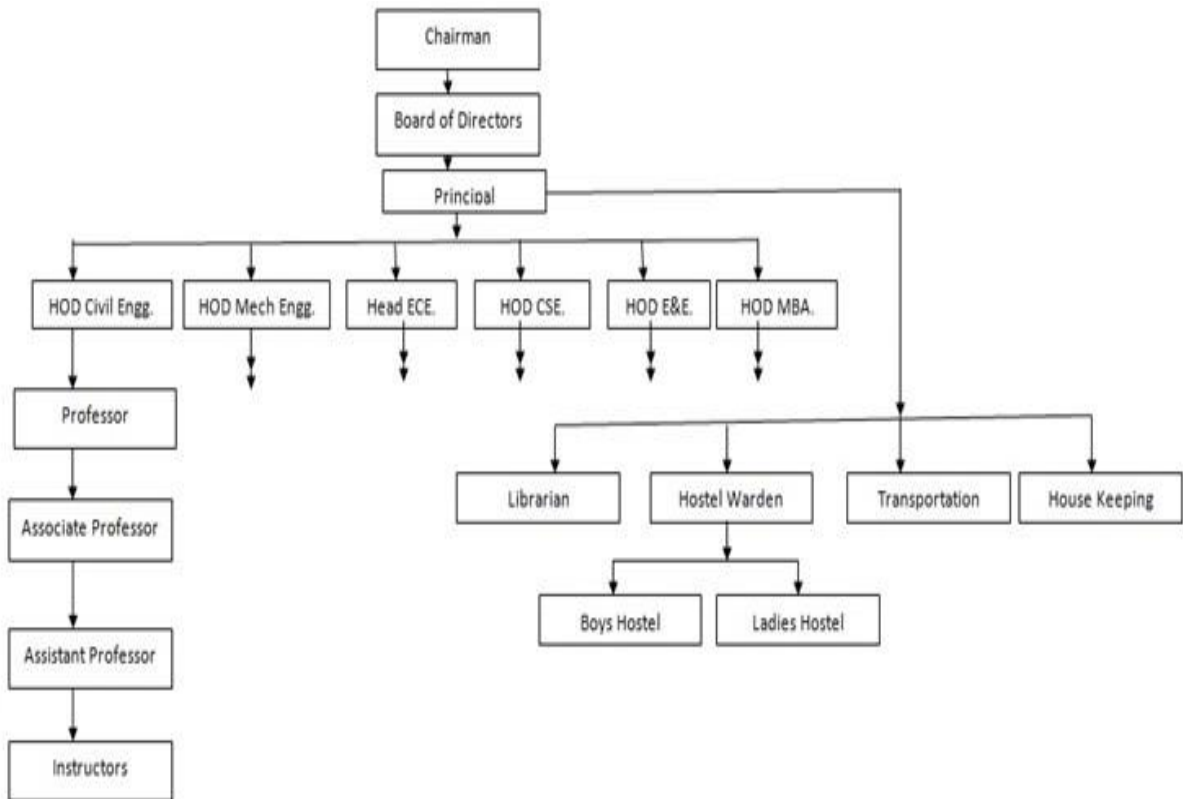 Chairman
Board of Directors
Principal
HOD Civil Engg.
HOD Mech Engg.
Head ECE.
HOD CSE.
HOD E&E.
HOD MBA.
Professor
Associate Professor
Assistant Professor
Instructors
Librarian
Hostel Warden
Transportation
House Keeping
Boys Hostel
Ladies Hostel